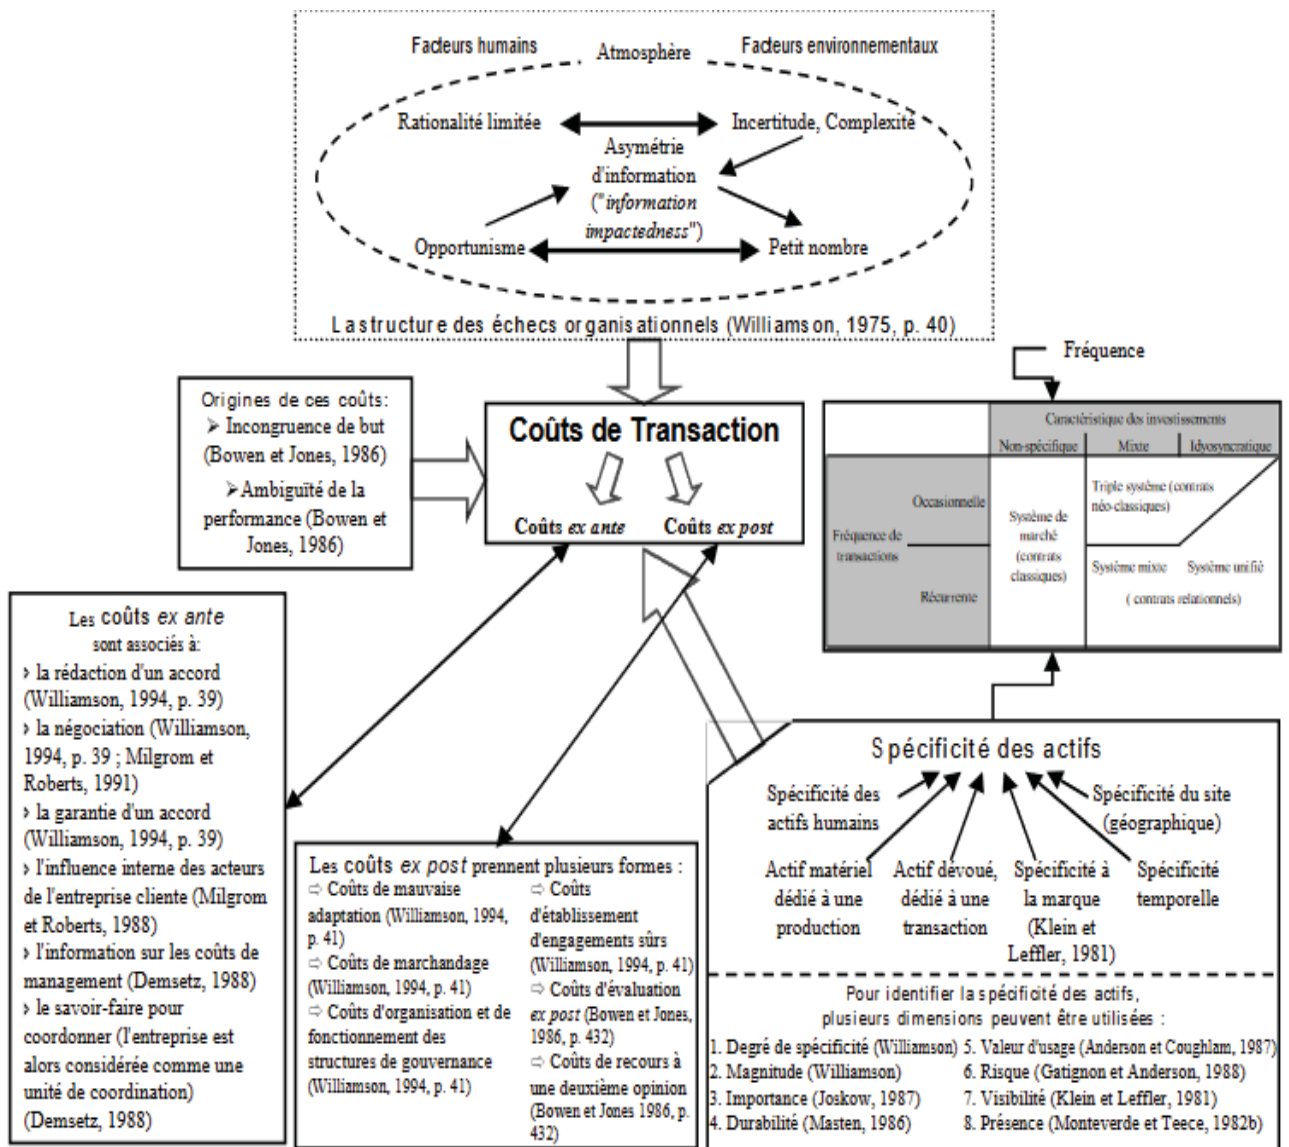 Facteurs humains
Atmosphère
Facteurs environnementaux
Rationalité limitée
Incertitude, Complexité
Asymétrie
d'information
("information
impactedness")
Opportunisme
Petit nombre
La structure des échecs organisationnels (Williamson, 1975, p. 40)
Fréquence
Origines de ces coûts:
➢ Incongruence de but
(Bowen et Jones, 1986)
➢Ambiguïté de la
performance (Bowen et
Jones, 1986)
Coûts de Transaction
Coûts ex ante
Coûts ex post
Caractéristique des investissements
Non-spécifique
Mixte
Idyosyncratique
Fréquence de
transactions
Occasionnelle
Récurrente
Système de
marché
(contrats
classiques)
Triple système (contrats
néo-classiques)
Système mixte
Système unifié
( contrats relationnels)
Les coûts ex ante
sont associés à:
› la rédaction d'un accord
(Williamson, 1994, p. 39)
› la négociation (Williamson,
1994, p. 39 ; Milgrom et
Roberts, 1991)
› la garantie d'un accord
(Williamson, 1994, p. 39)
› l'influence interne des acteurs
de l'entreprise cliente (Milgrom
et Roberts, 1988)
› l'information sur les coûts de
management (Demsetz, 1988)
› le savoir-faire pour
coordonner (l'entreprise est
alors considérée comme une
unité de coordination)
(Demsetz, 1988)
Les coûts ex post prennent plusieurs formes :
⇨ Coûts de mauvaise
adaptation (Williamson, 1994,
p. 41)
⇨ Coûts de marchandage
(Williamson, 1994, p. 41)
⇨ Coûts d'organisation et de
fonctionnement des
structures de gouvernance
(Williamson, 1994, p. 41)
⇨ Coûts
d'établissement
d'engagements sûrs
(Williamson, 1994, p. 41)
⇨ Coûts d'évaluation
ex post (Bowen et Jones,
1986, p. 432)
⇨ Coûts de recours à
une deuxième opinion
(Bowen et Jones 1986, p.
432)
Spécificité des actifs
Spécificité des
actifs humains
Spécificité du site
(géographique)
Actif matériel
dédié à une
production
Actif dévoué,
dédié à une
transaction
Spécificité à
la marque
(Klein et
Leffler, 1981)
Spécificité
temporelle
Pour identifier la spécificité des actifs,
plusieurs dimensions peuvent être utilisées :
1. Degré de spécificité (Williamson)
2. Magnitude (Williamson)
3. Importance (Joskow, 1987)
4. Durabilité (Masten, 1986)
5. Valeur d'usage (Anderson et Coughlam, 1987)
6. Risque (Gatignon et Anderson, 1988)
7. Visibilité (Klein et Leffler, 1981)
8. Présence (Monteverde et Teece, 1982b)